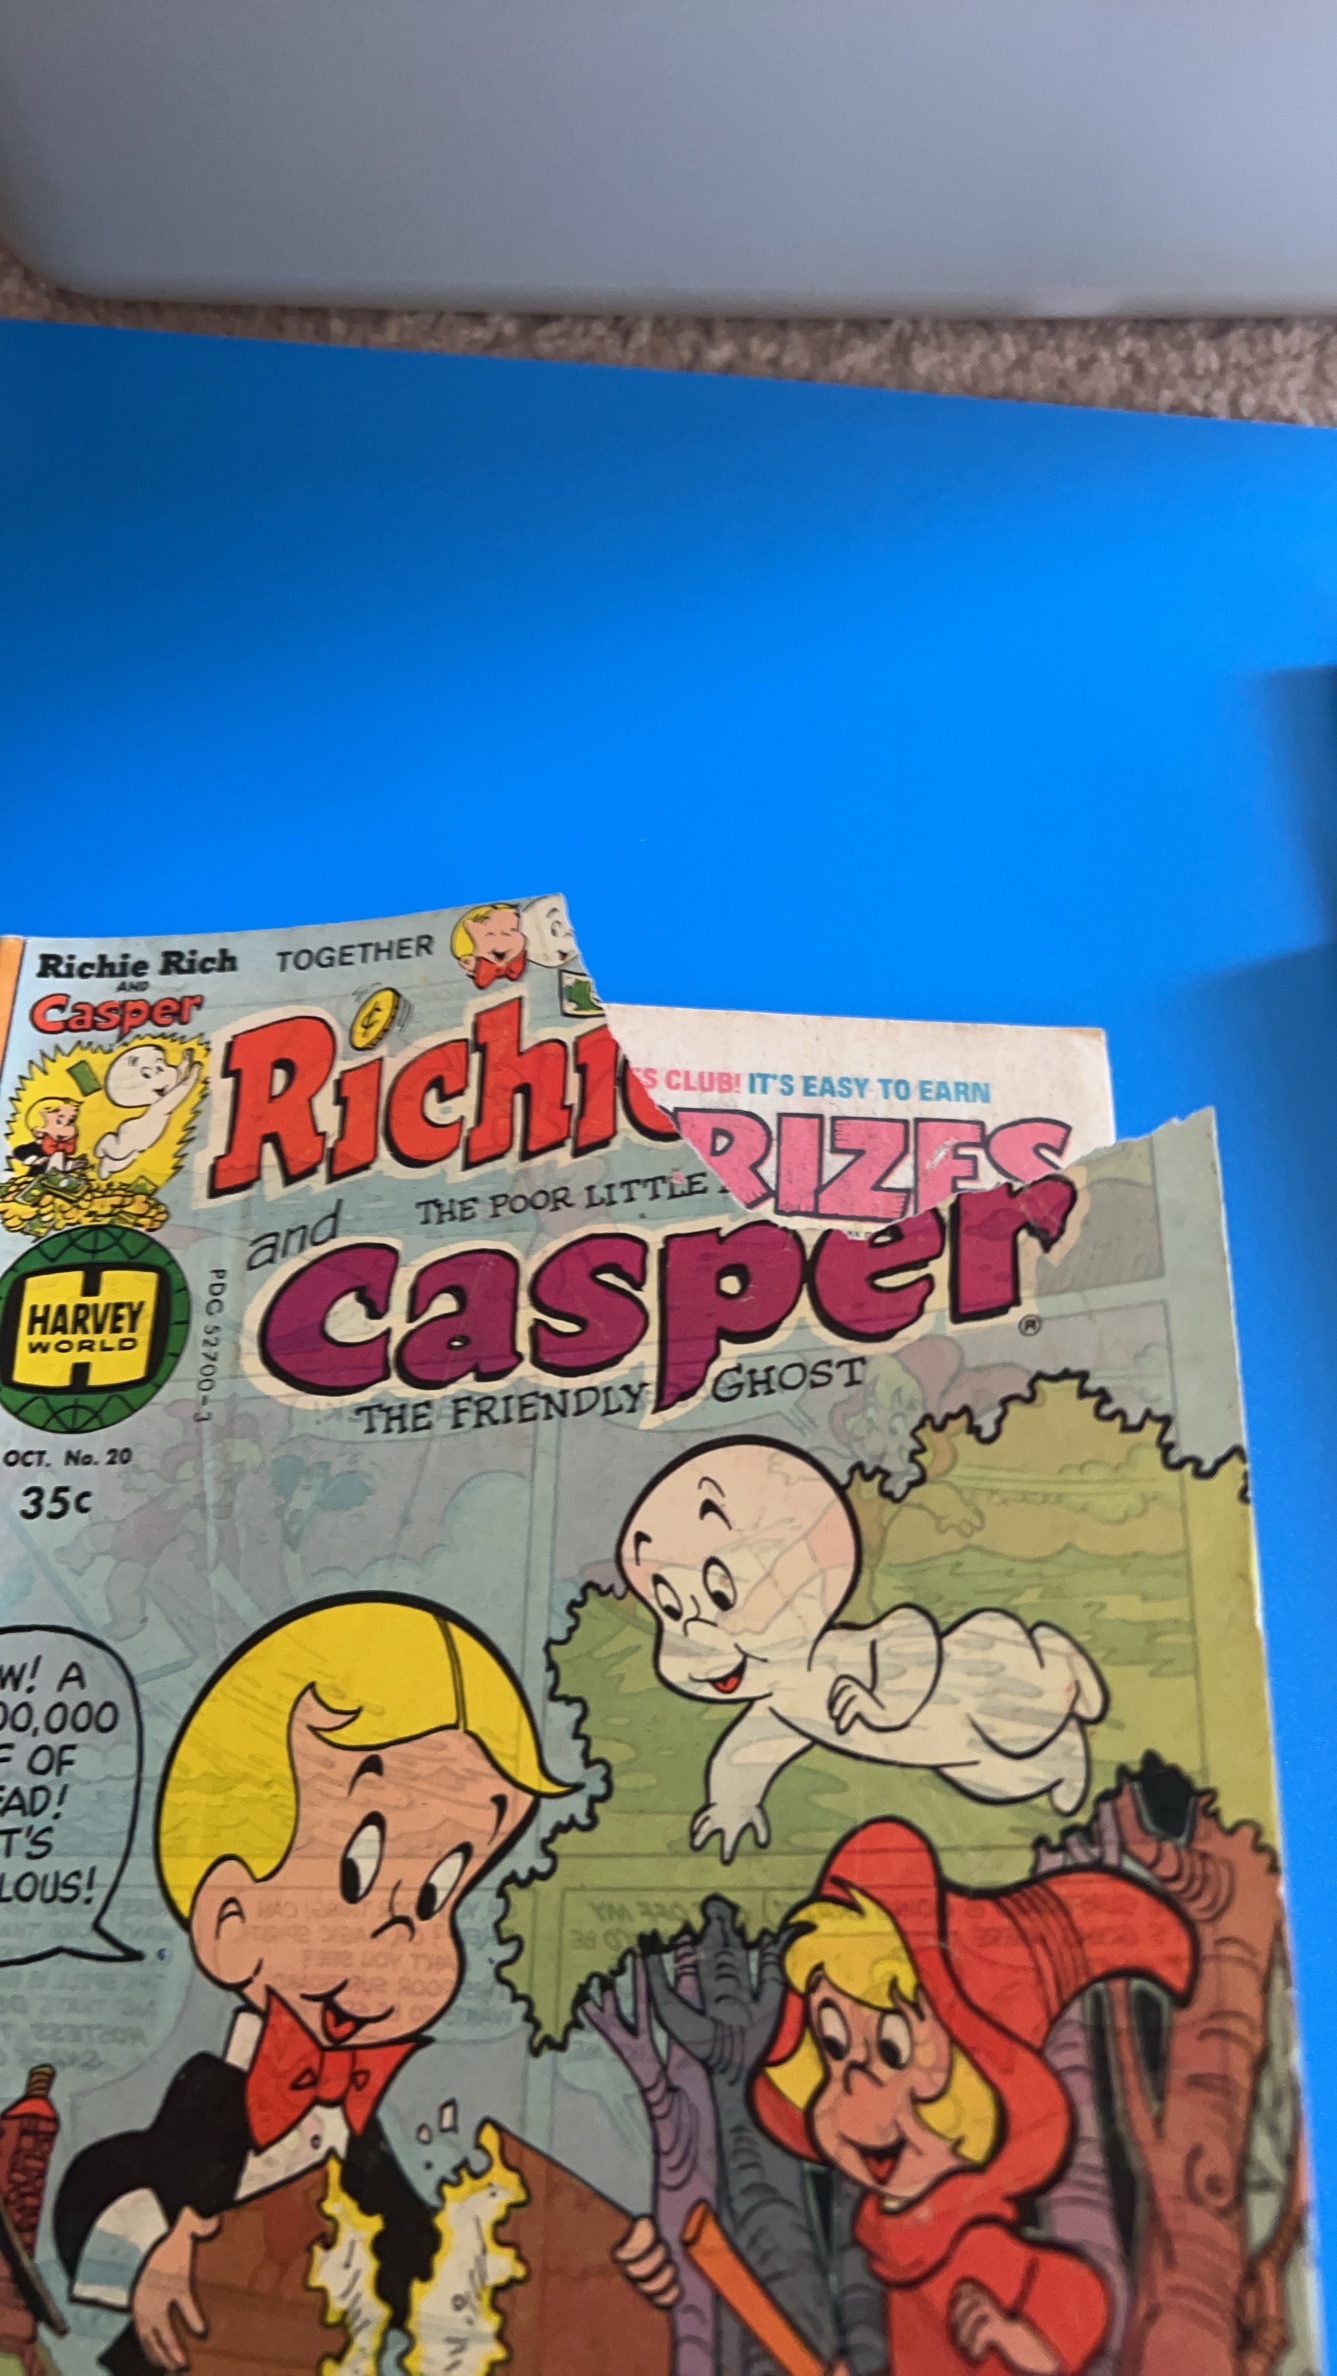 Richie Rich TOGETHER
AND
Casper
Richi
S CLUB! IT'S EASY TO EARN
RIZES
and THE POOR LITTLE
Casper
THE FRIENDLY GHOST
®
H
HARVEY
WORLD
PDC 52700-3
OCT. No. 20
35c
W! A
00,000
F OF
EAD!
T'S
LOUS!